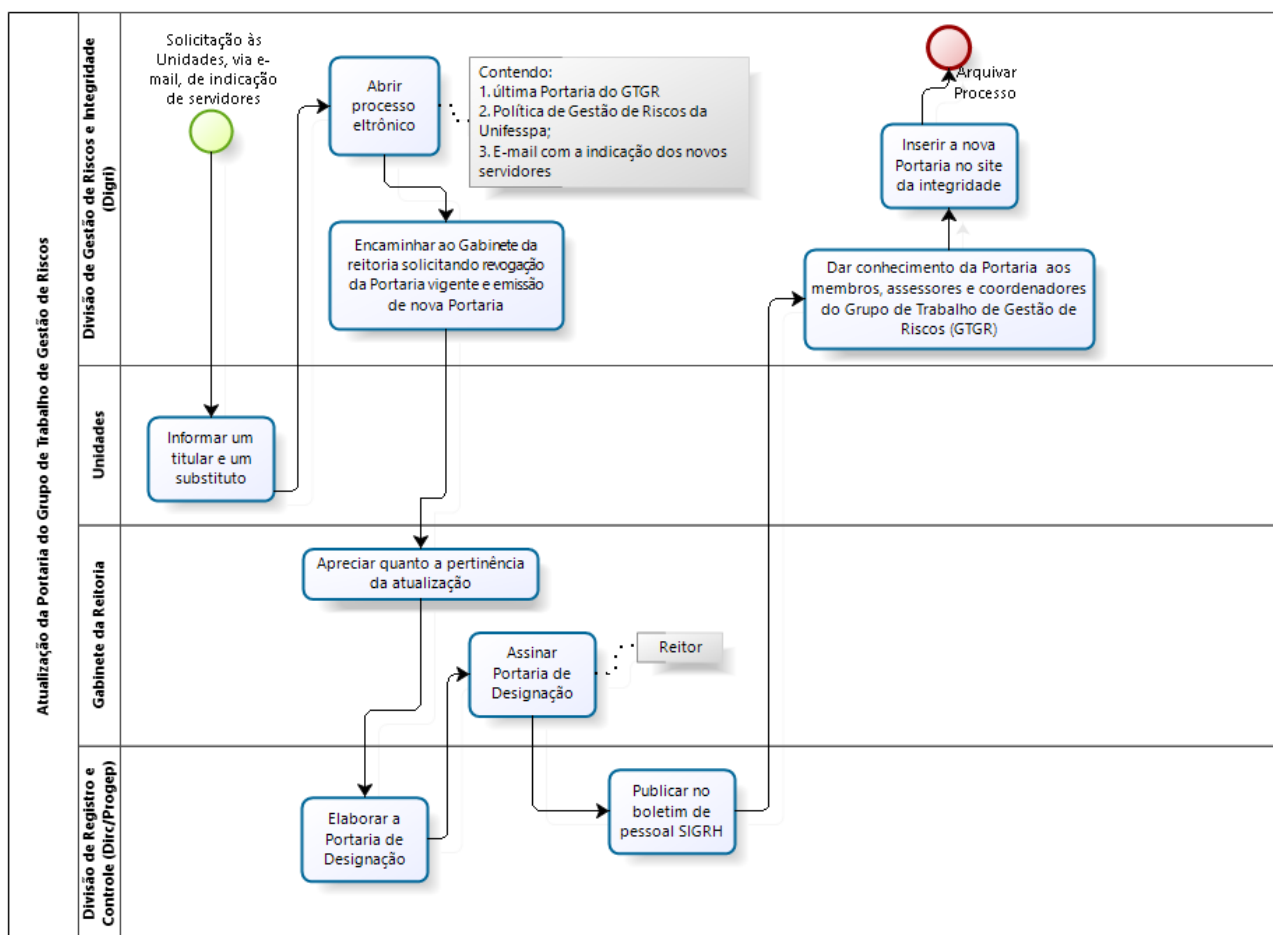 Atualização da Portaria do Grupo de Trabalho de Gestão de Riscos
Divisão de Gestão de Riscos e Integridade
(Digri)
Solicitação às
Unidades, via e-
mail, de indicação
de servidores
Abrir
processo
eltrônico
Contendo:
1. última Portaria do GTGR
2. Política de Gestão de Riscos da
Unifesspa;
3. E-mail com a indicação dos novos
servidores
Encaminhar ao Gabinete da
reitoria solicitando revogação
da Portaria vigente e emissão
de nova Portaria
Arquivar
Processo
Inserir a nova
Portaria no site
da integridade
Dar conhecimento da Portaria aos
membros, assessores e coordenadores
do Grupo de Trabalho de Gestão de
Riscos (GTGR)
Unidades
Informar um
titular e um
substituto
Gabinete da Reitoria
Apreciar quanto a pertinência
da atualização
Assinar
Portaria de
Designação
Reitor
Divisão de Registro e
Controle (Dirc/Progep)
Elaborar a
Portaria de
Designação
Publicar no
boletim de
pessoal SIGRH